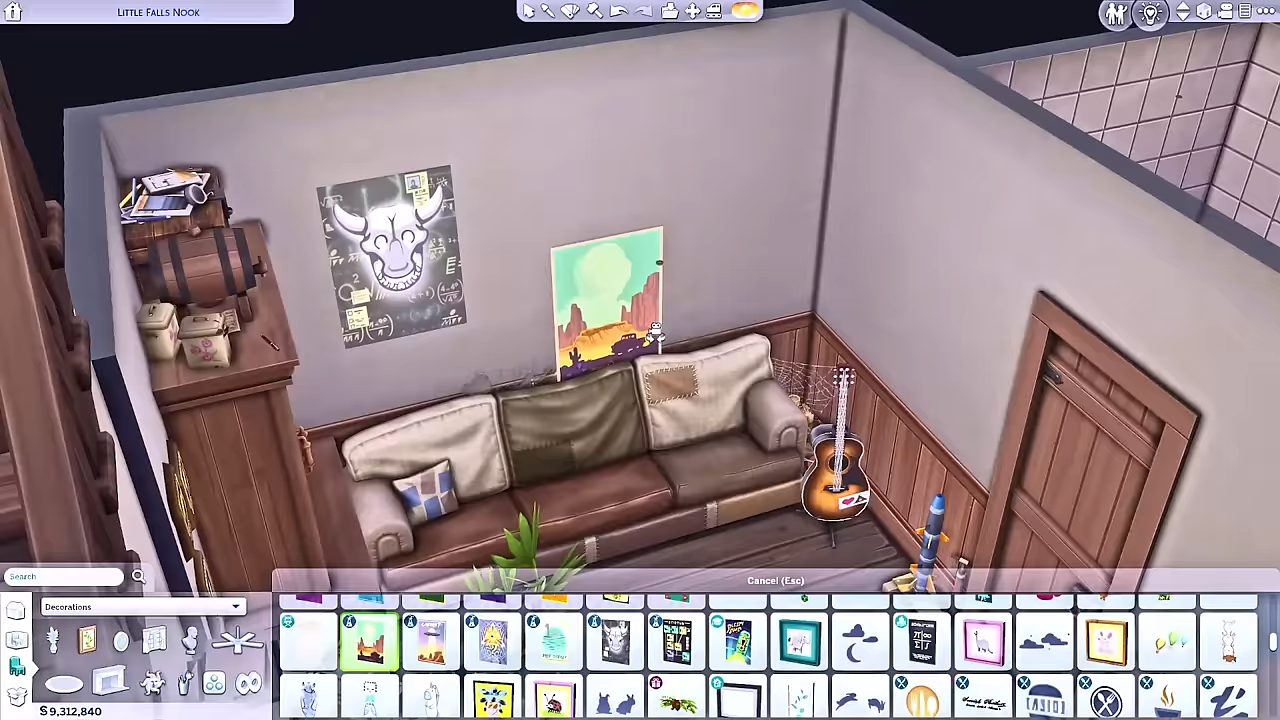 Little Falls Nook
Cancel (Esc)
Search
Decorations
§9,312,840